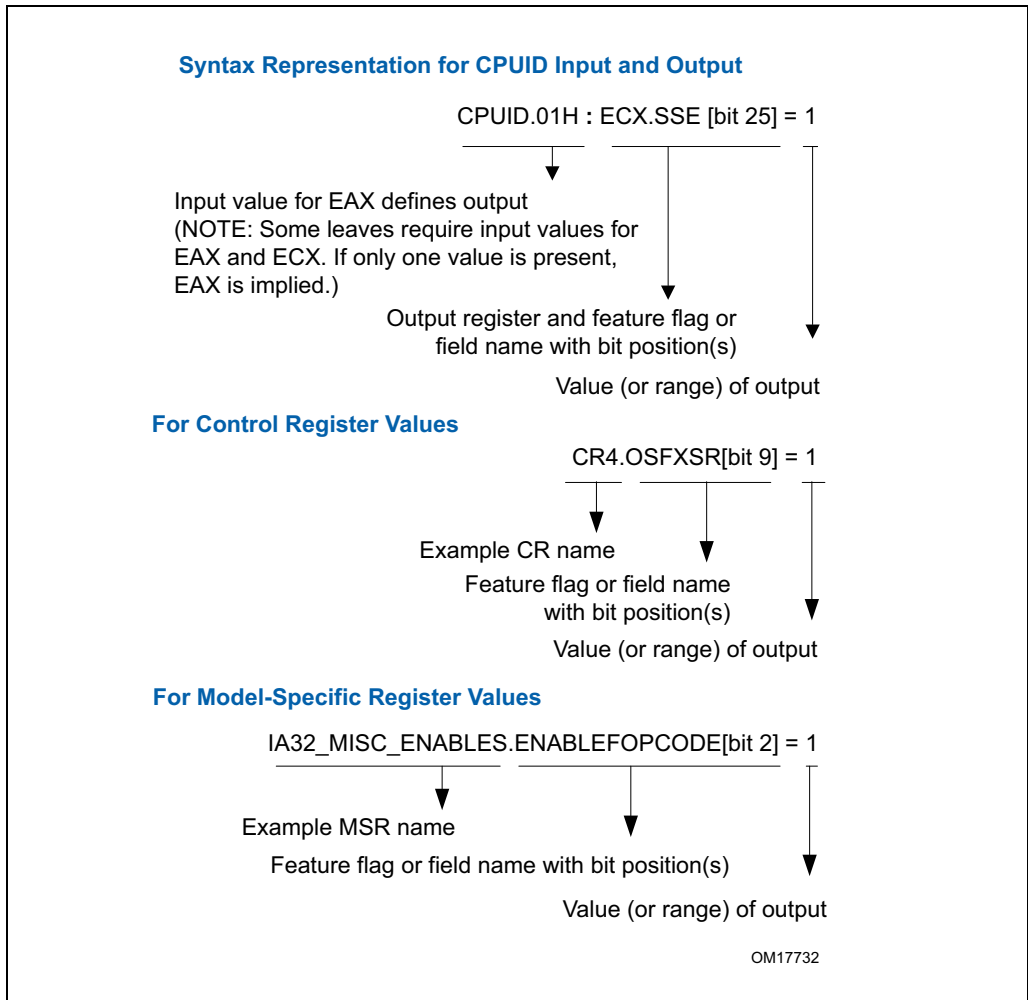 Syntax Representation for CPUID Input and Output
CPUID.01H : ECX.SSE [bit 25] = 1
Input value for EAX defines output
(NOTE: Some leaves require input values for
EAX and ECX. If only one value is present,
EAX is implied.)
Output register and feature flag or
field name with bit position(s)
Value (or range) of output
For Control Register Values
CR4.OSFXSR[bit 9] = 1
Example CR name
Feature flag or field name
with bit position(s)
Value (or range) of output
For Model-Specific Register Values
IA32_MISC_ENABLES.ENABLEFOPCODE[bit 2] = 1
Example MSR name
Feature flag or field name with bit position(s)
Value (or range) of output
OM17732